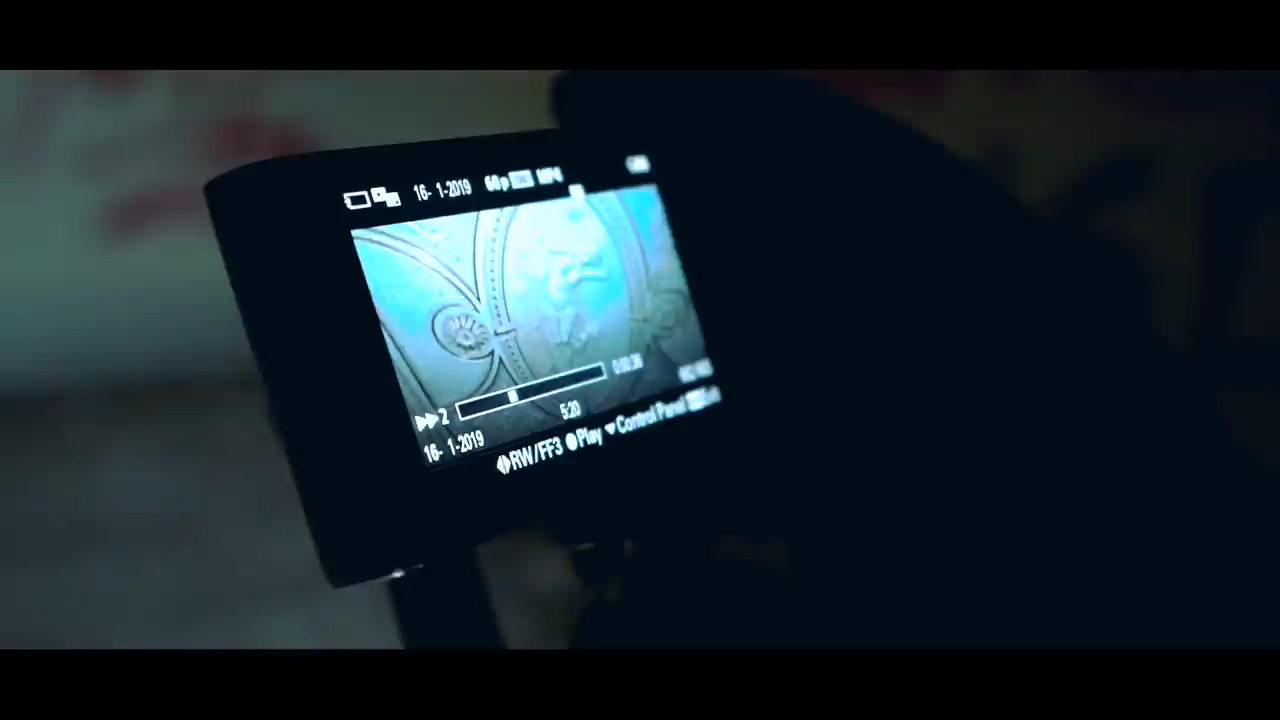 16- 1-2019 60p MP4
0:00:36
2
5:20
16- 1-2019
RW/FF3 Play Control Panel